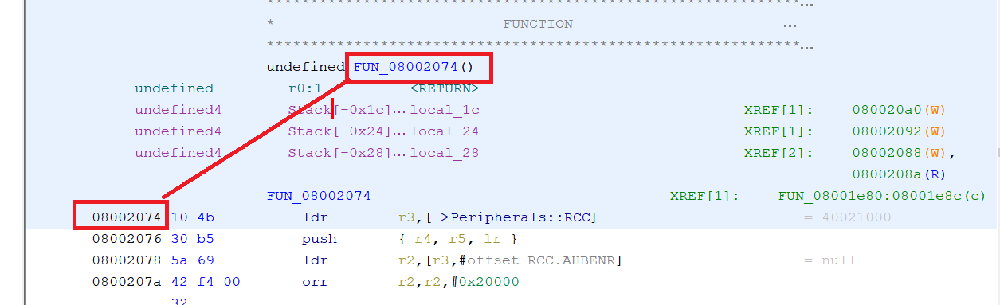 ****************************************************************...
* FUNCTION ...
****************************************************************...
undefined FUN_08002074()
undefined r0:1 <RETURN>
undefined4 Stack[-0x1c]... local_1c XREF[1]: 080020a0(W)
undefined4 Stack[-0x24]... local_24 XREF[1]: 08002092(W)
undefined4 Stack[-0x28]... local_28 XREF[2]: 08002088(W),
0800208a(R)
FUN_08002074 XREF[1]: FUN_08001e80:08001e8c(c)
08002074 10 4b ldr r3,[->Peripherals::RCC] = 40021000
08002076 30 b5 push { r4, r5, lr }
08002078 5a 69 ldr r2,[r3,#offset RCC.AHBENR] = null
0800207a 42 f4 00 orr r2,r2,#0x20000
32